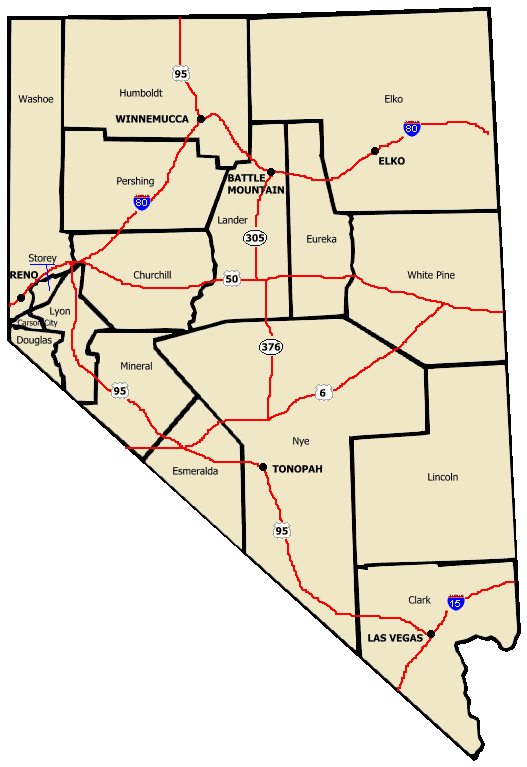 95
Washoe
Humboldt
Elko
WINNEMUCCA
80
ELKO
BATTLE
MOUNTAIN
Pershing
80
Lander
305
Eureka
Storey
RENO
Churchill
50
White Pine
Lyon
Carson City
Douglas
376
Mineral
95
6
Nye
Esmeralda
TONOPAH
Lincoln
95
Clark
15
LAS VEGAS